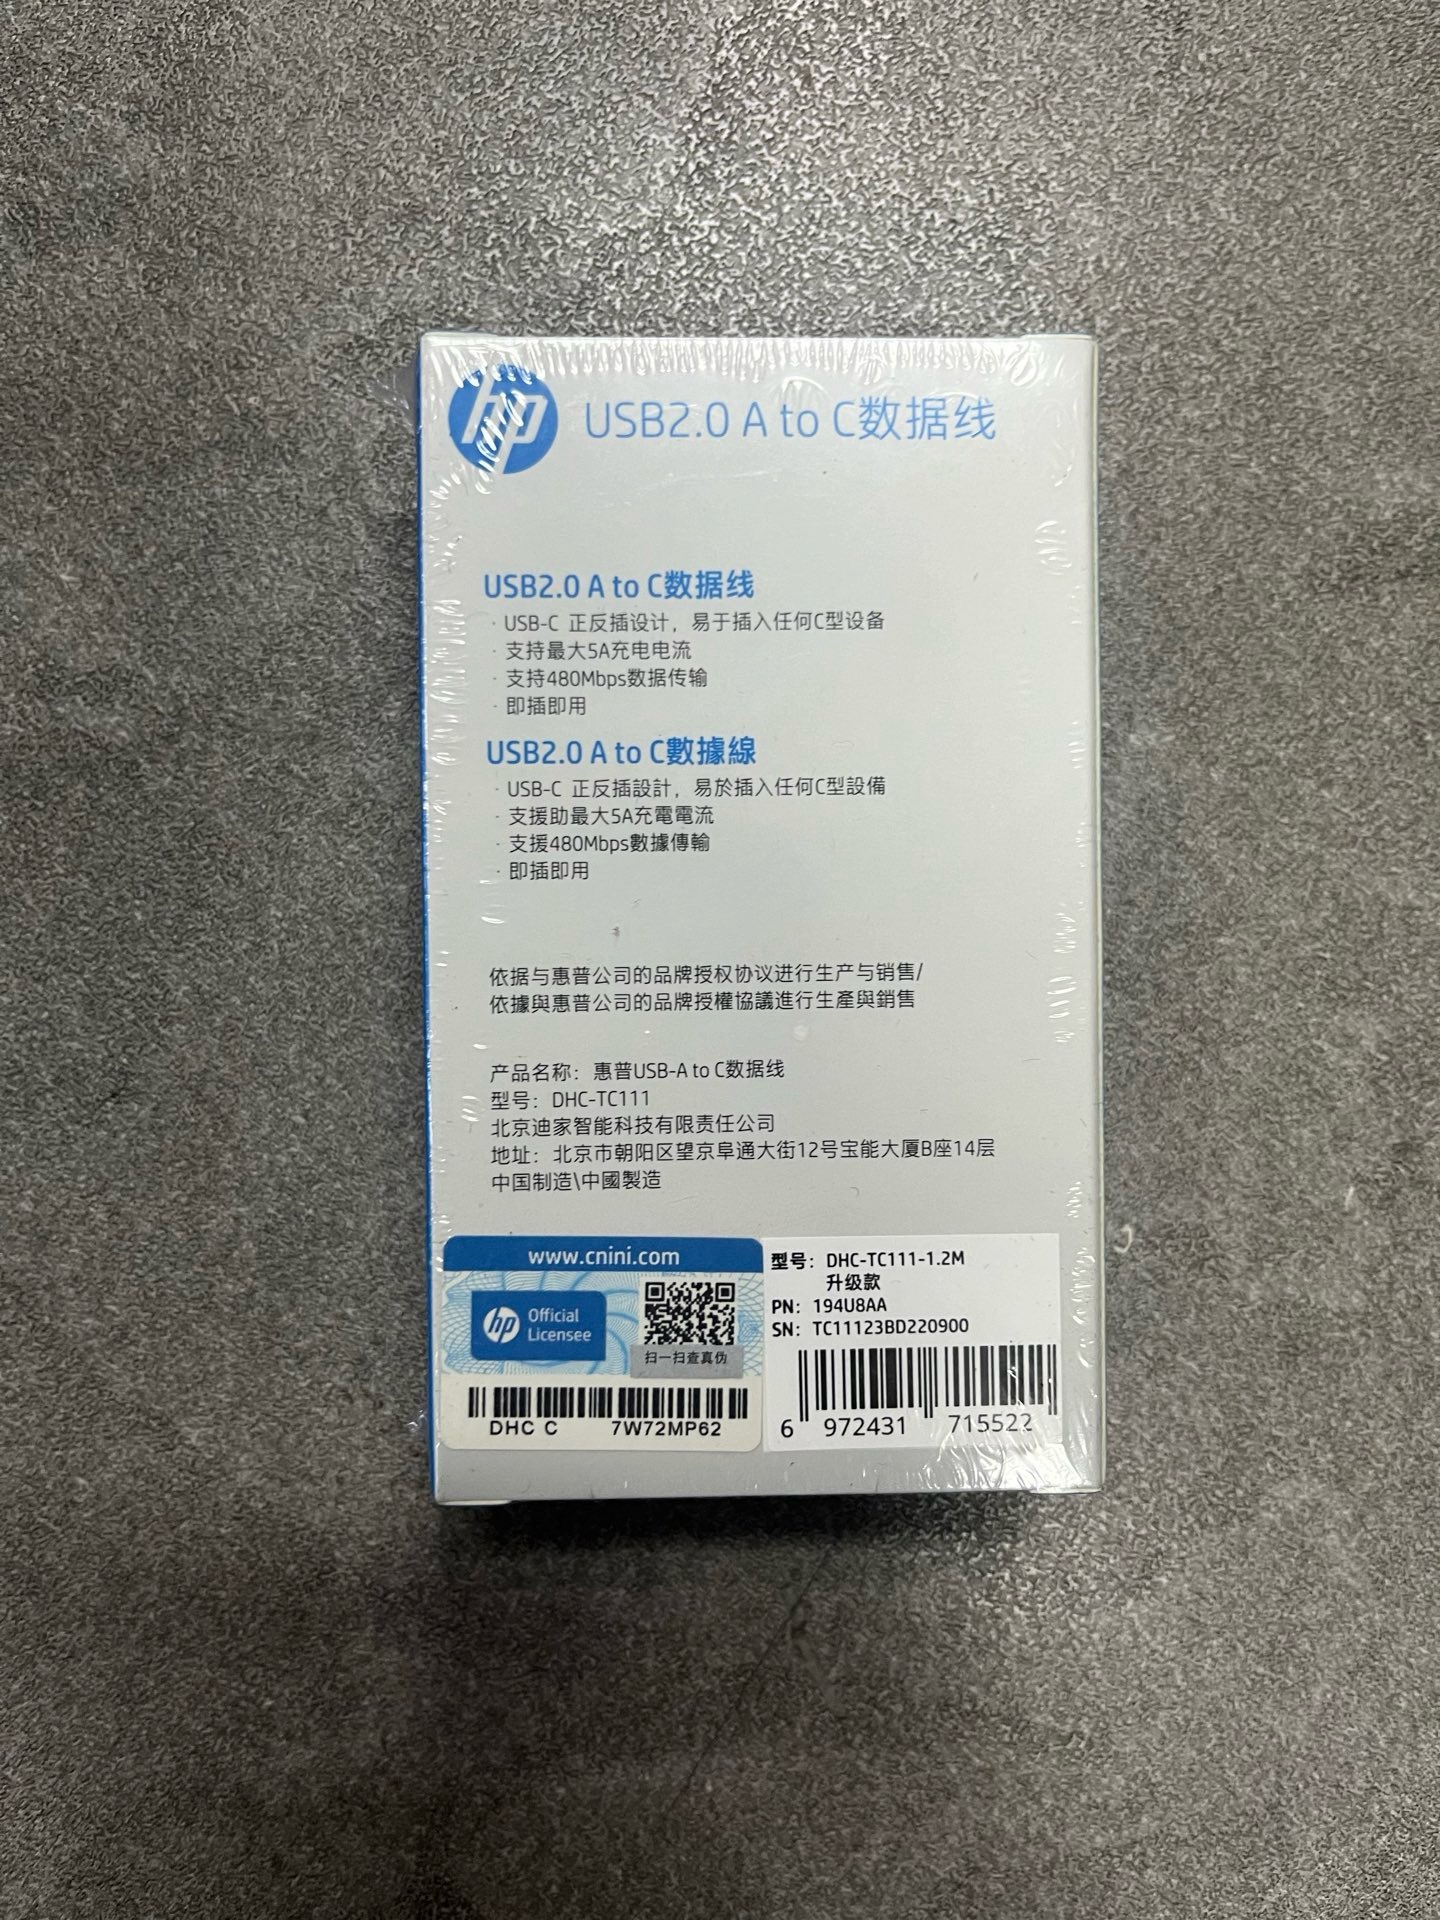 hp USB2.0 A to C数据线
USB2.0 A to C数据线
· USB-C 正反插设计，易于插入任何C型设备
· 支持最大5A充电电流
· 支持480Mbps数据传输
· 即插即用
USB2.0 A to C數據線
· USB-C 正反插設計，易於插入任何C型設備
· 支援助最大5A充電電流
· 支援480Mbps數據傳輸
· 即插即用
依据与惠普公司的品牌授权协议进行生产与销售/
依據與惠普公司的品牌授權協議進行生產與銷售
产品名称：惠普USB-A to C数据线
型号：DHC-TC111
北京迪家智能科技有限责任公司
地址：北京市朝阳区望京阜通大街12号宝能大厦B座14层
中国制造\中國製造
www.cnini.com
hp Official
Licensee
扫一扫查真伪
DHC C 7W72MP62
型号：DHC-TC111-1.2M
升级款
PN：194U8AA
SN：TC11123BD220900
6 972431 715522